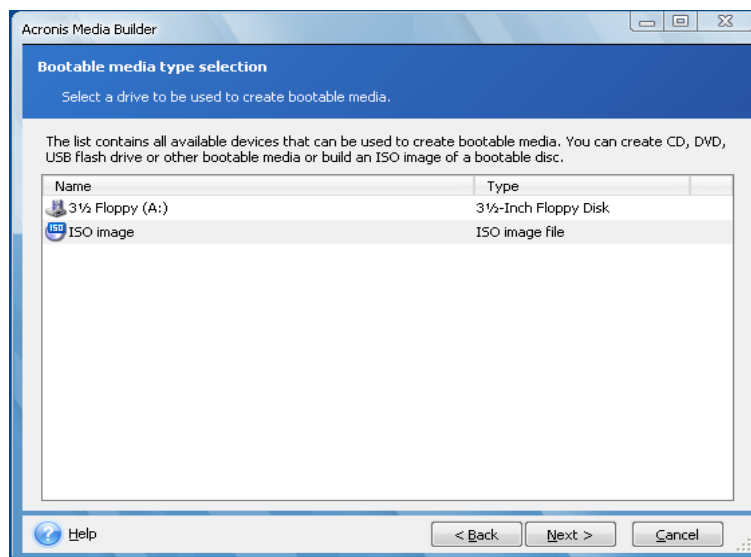 Acronis Media Builder
Bootable media type selection
Select a drive to be used to create bootable media.
The list contains all available devices that can be used to create bootable media. You can create CD, DVD,
USB flash drive or other bootable media or build an ISO image of a bootable disc.
Name Type
3½ Floppy (A:) 3½-Inch Floppy Disk
ISO ISO image ISO image file
Help < Back Next > Cancel